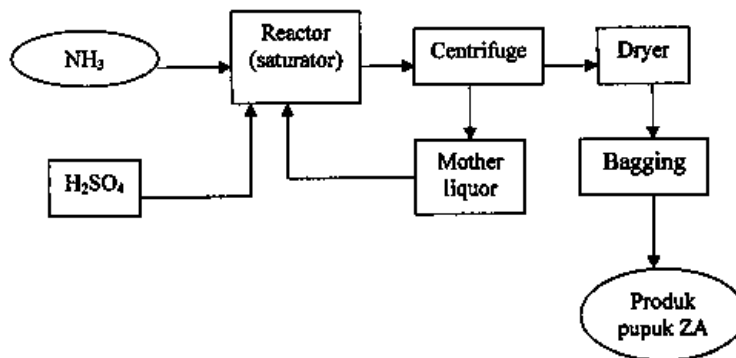 NH₃
Reactor
(saturator)
Centrifuge
Dryer
H₂SO₄
Mother
liquor
Bagging
Produk
pupuk ZA